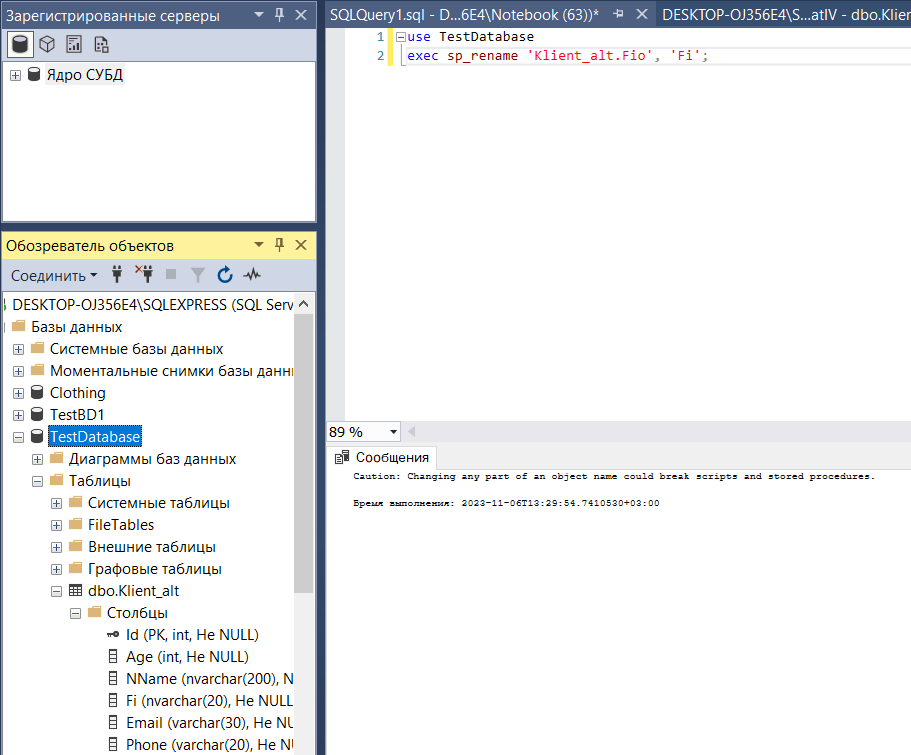 Зарегистрированные серверы
Ядро СУБД
Обозреватель объектов
Соединить
DESKTOP-OJ356E4\SQLEXPRESS (SQL Serv
Базы данных
Системные базы данных
Моментальные снимки базы данн
Clothing
TestBD1
TestDatabase
Диаграммы баз данных
Таблицы
Системные таблицы
FileTables
Внешние таблицы
Графовые таблицы
dbo.Klient_alt
Столбцы
Id (PK, int, Не NULL)
Age (int, Не NULL)
NName (nvarchar(200), N
Fi (nvarchar(20), Не NULL
Email (varchar(30), Не NU
Phone (varchar(20), Не N
SQLQuery1.sql - D...6E4\Notebook (63))*
DESKTOP-OJ356E4\S...atIV - dbo.Klien
1 use TestDatabase
2 exec sp_rename 'Klient_alt.Fio', 'Fi';
89 %
Сообщения
Caution: Changing any part of an object name could break scripts and stored procedures.
Время выполнения: 2023-11-06T13:29:54.7410530+03:00